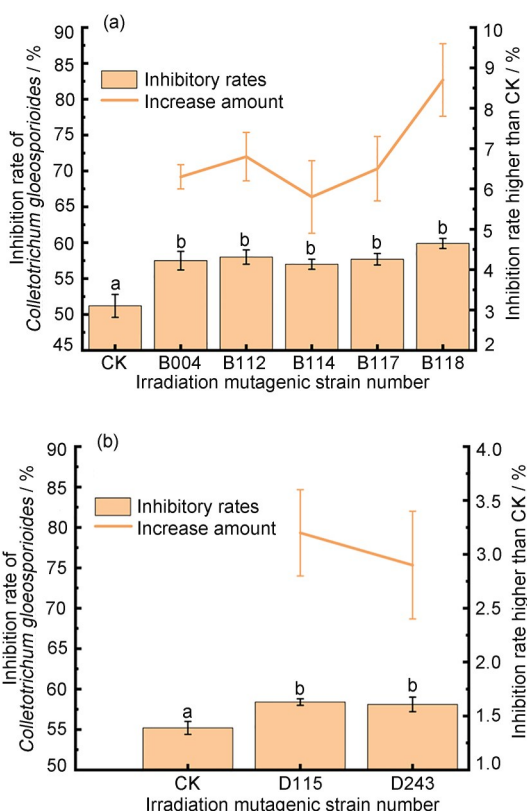 (a)
90
85
80
75
70
65
60
55
50
45
10
9
8
7
6
5
4
3
2
Inhibition rate of
Colletotrichum gloeosporioides / %
Inhibition rate higher than CK / %
Inhibitory rates
Increase amount
a
b
b
b
b
b
CK B004 B112 B114 B117 B118
Irradiation mutagenic strain number
(b)
90
85
80
75
70
65
60
55
50
4.0
3.5
3.0
2.5
2.0
1.5
1.0
Inhibition rate of
Colletotrichum gloeosporioides / %
Inhibition rate higher than CK / %
Inhibitory rates
Increase amount
a
b
b
CK D115 D243
Irradiation mutagenic strain number